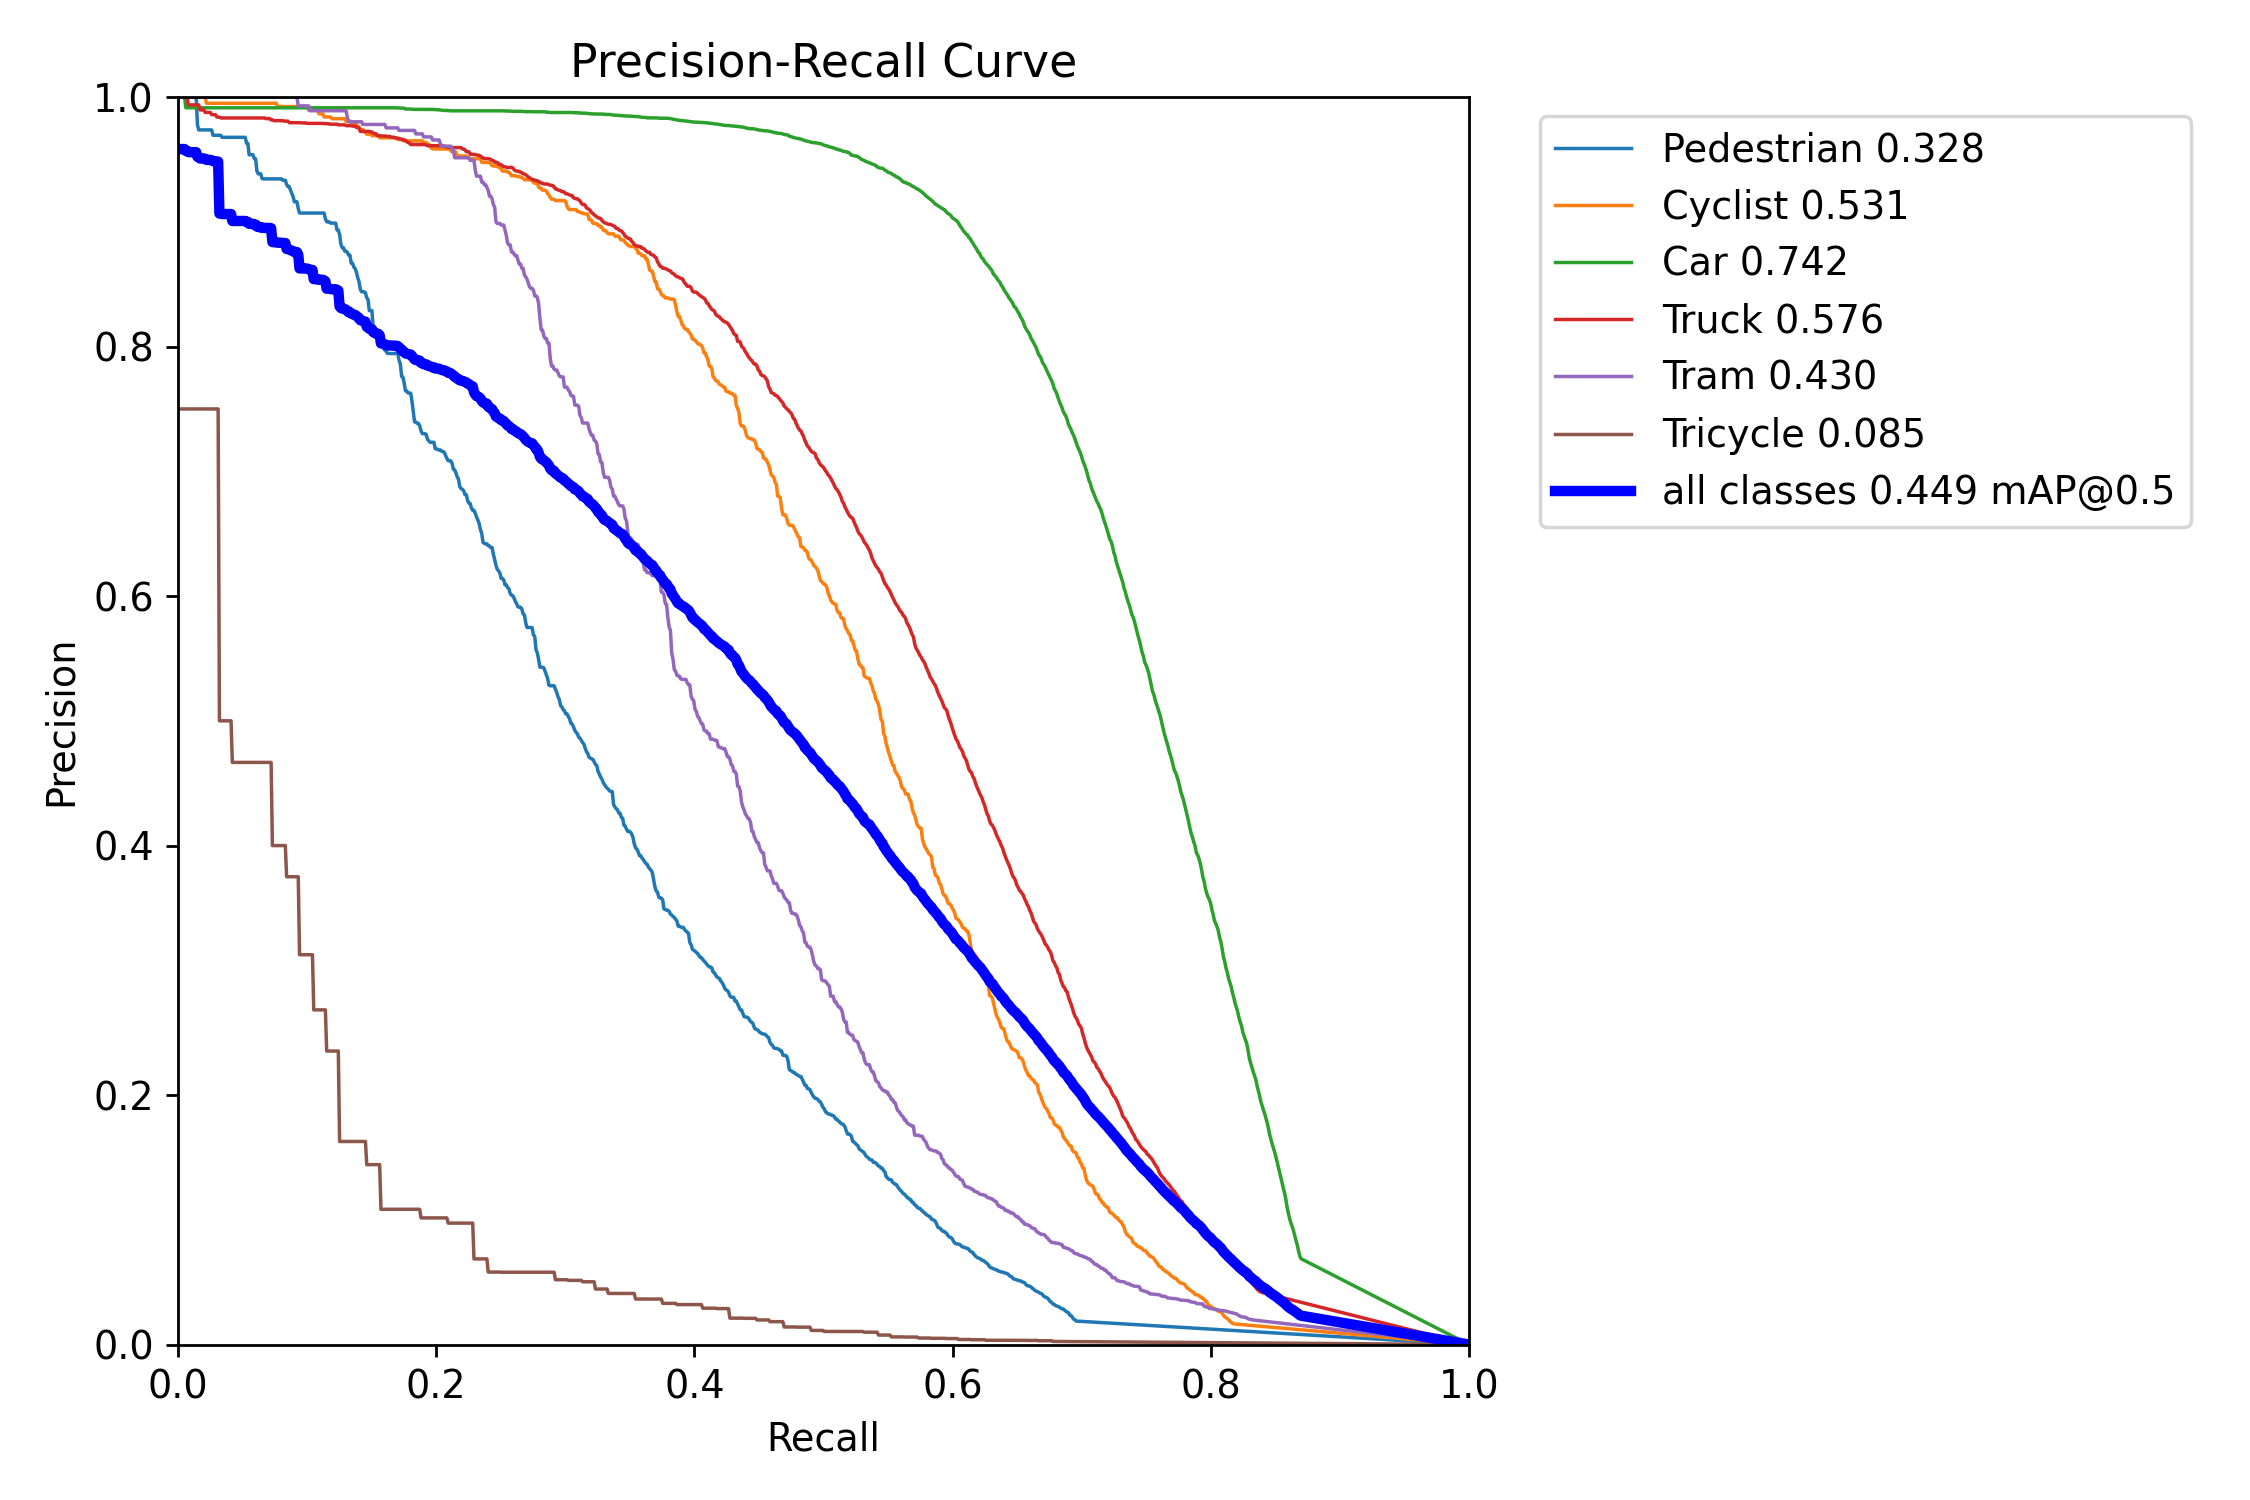 Precision-Recall Curve
Pedestrian 0.328
Cyclist 0.531
Car 0.742
Truck 0.576
Tram 0.430
Tricycle 0.085
all classes 0.449 mAP@0.5
Precision
1.0
0.8
0.6
0.4
0.2
0.0
0.0 0.2 0.4 0.6 0.8 1.0
Recall